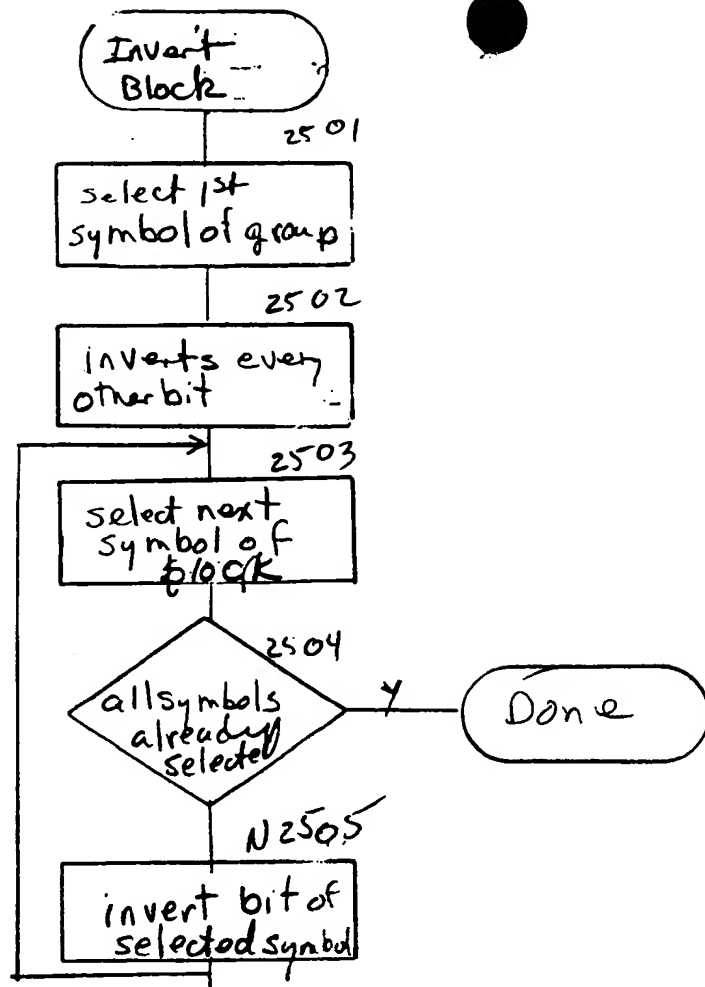 Invert
Block
2501
select 1st
symbol of group
2502
inverts every
other bit
2503
select next
symbol of
block
2504
all symbols
already
selected
Y
Done
N 2505
invert bit of
selected symbol